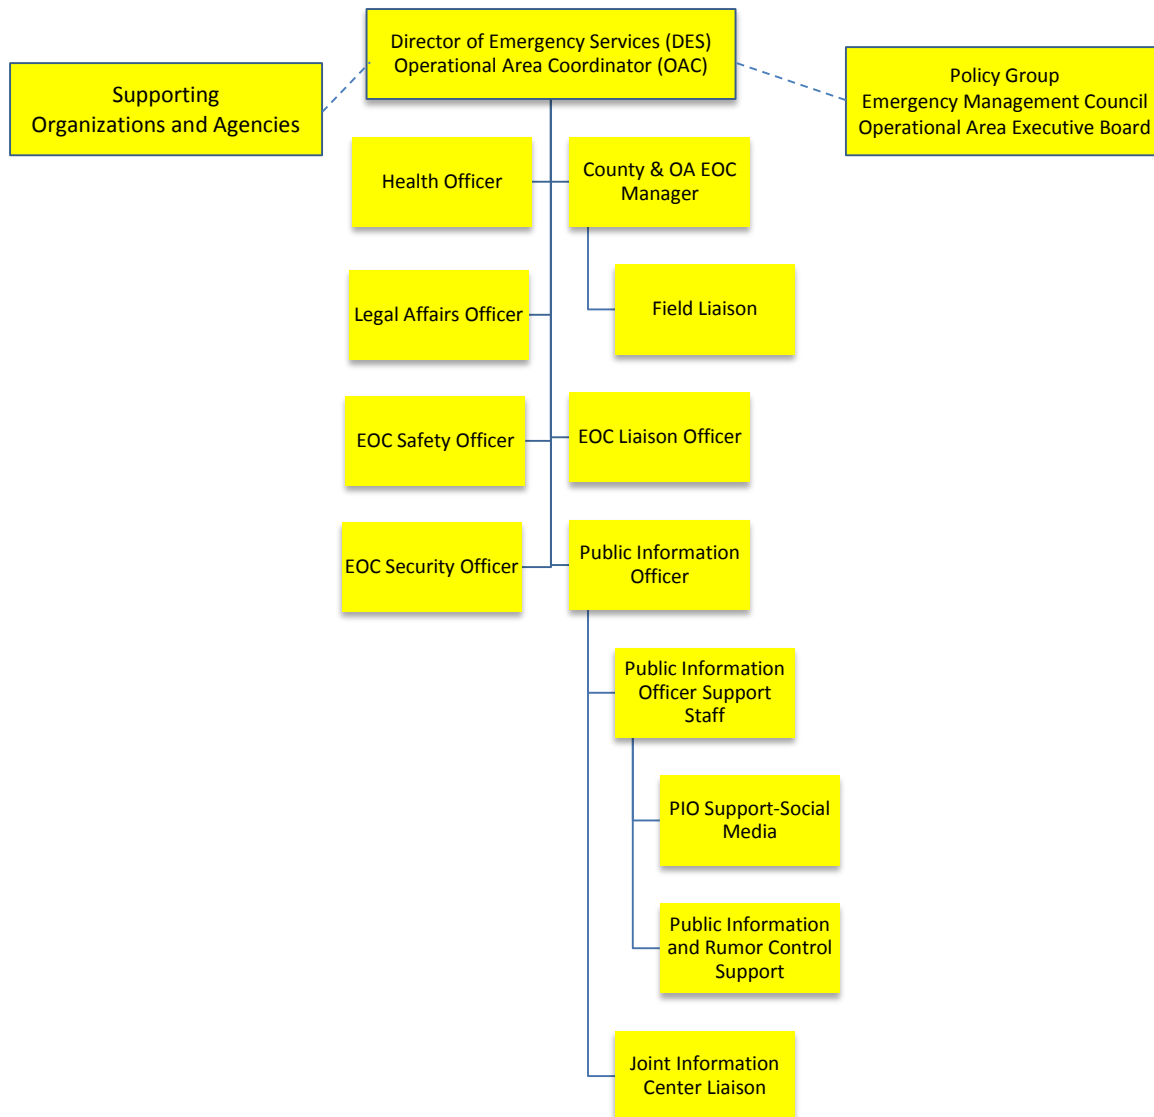 Director of Emergency Services (DES)
Operational Area Coordinator (OAC)
Supporting
Organizations and Agencies
Policy Group
Emergency Management Council
Operational Area Executive Board
Health Officer
County & OA EOC
Manager
Legal Affairs Officer
Field Liaison
EOC Safety Officer
EOC Liaison Officer
EOC Security Officer
Public Information
Officer
Public Information
Officer Support
Staff
PIO Support-Social
Media
Public Information
and Rumor Control
Support
Joint Information
Center Liaison